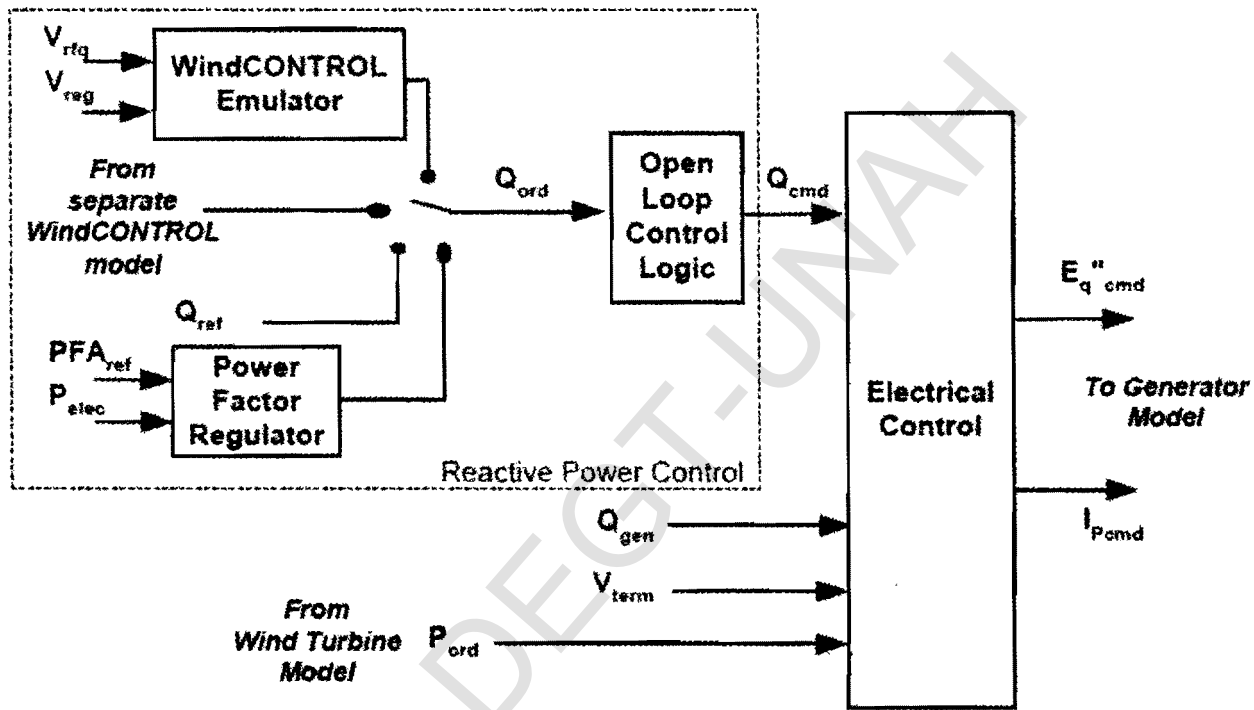 V_rfq
V_reg
WindCONTROL
Emulator
From
separate
WindCONTROL
model
Q_ord
Open
Loop
Control
Logic
Q_cmd
Q_ref
PFA_ref
P_elec
Power
Factor
Regulator
Reactive Power Control
Electrical
Control
E_q"_cmd
To Generator
Model
I_Pcmd
Q_gen
V_term
From
Wind Turbine
Model
P_ord
DEGT-UNAH